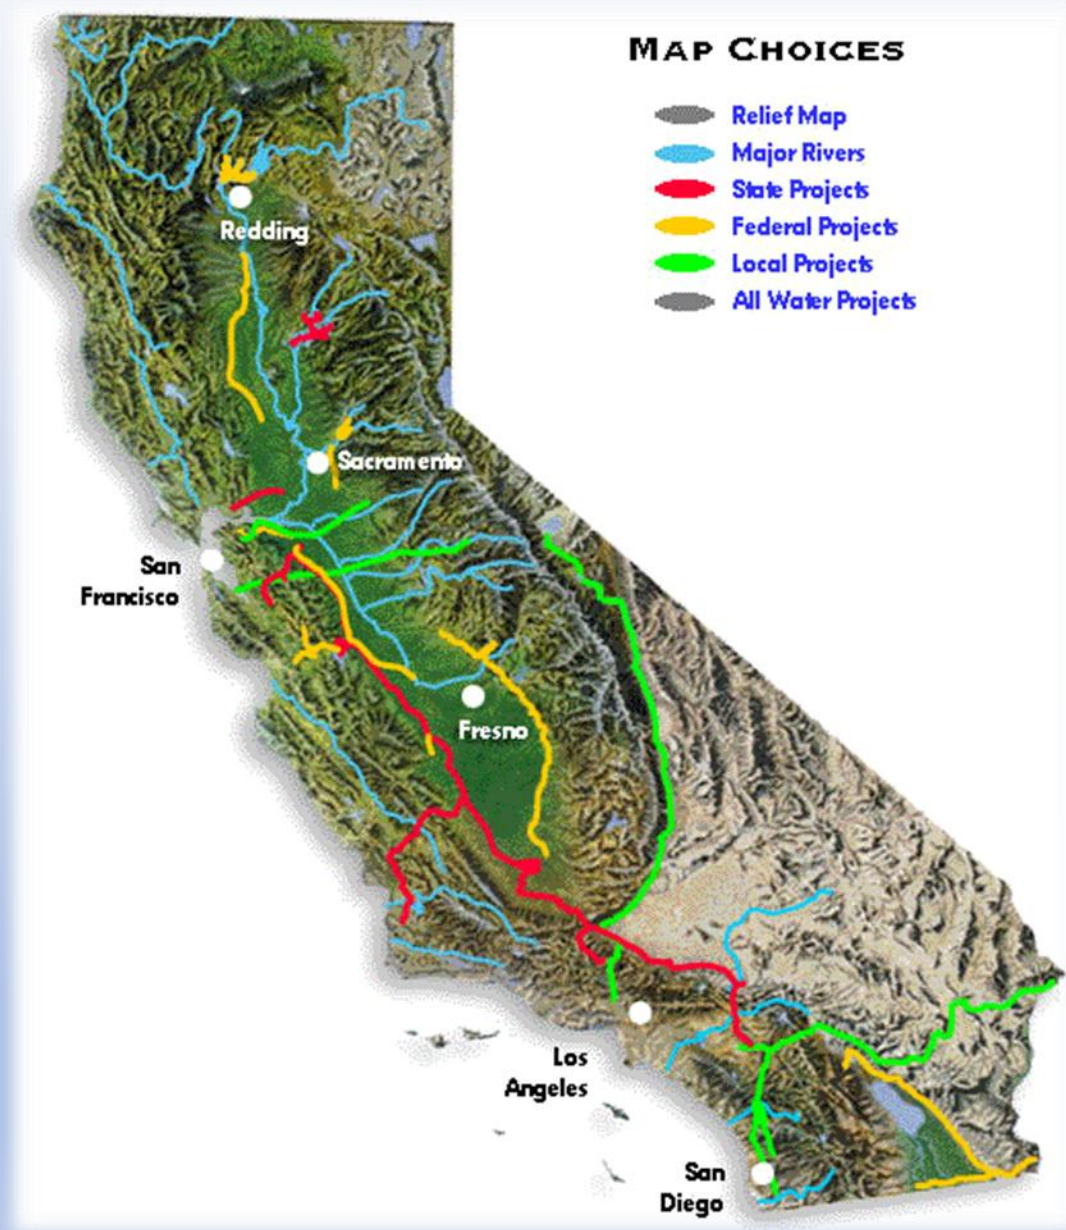 MAP CHOICES
Relief Map
Major Rivers
State Projects
Federal Projects
Local Projects
All Water Projects
Redding
Sacramento
San
Francisco
Fresno
Los
Angeles
San
Diego